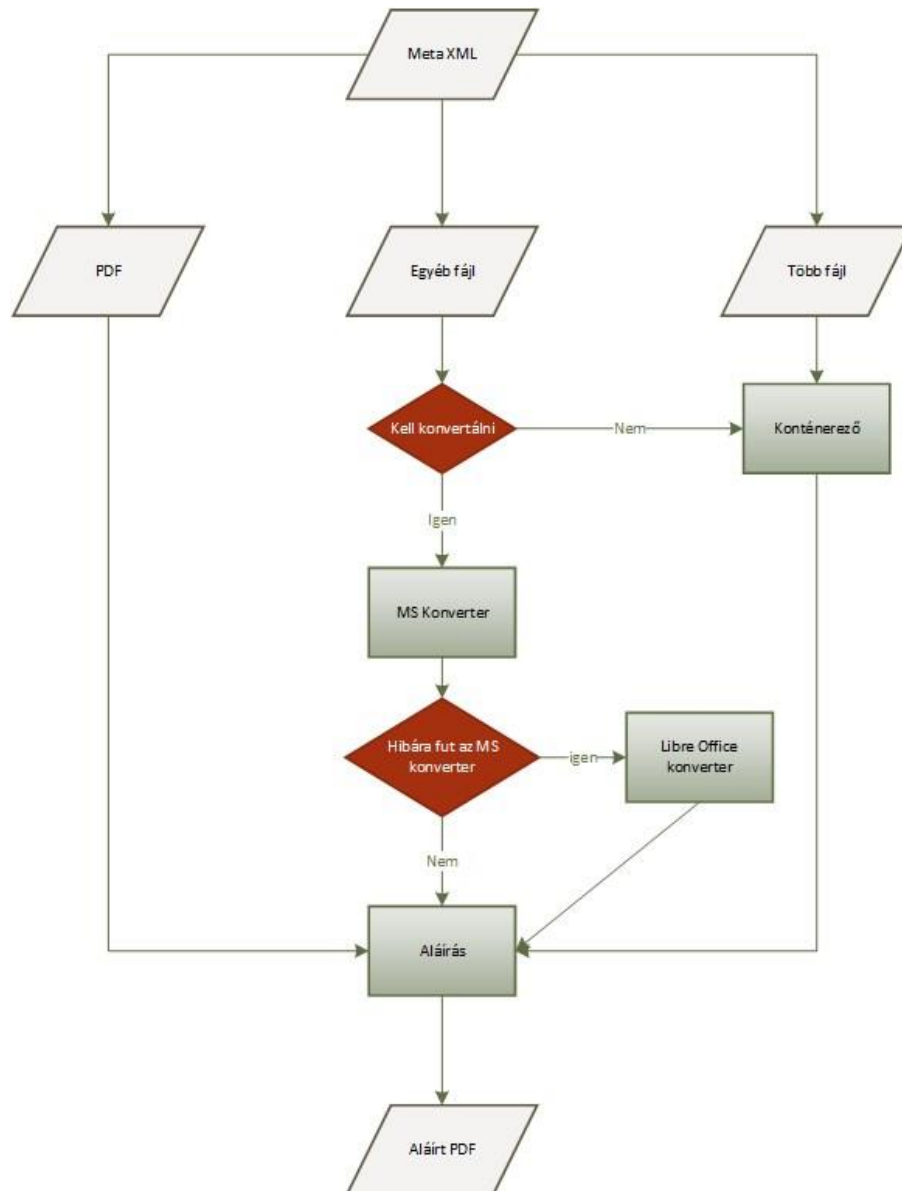 Meta XML
PDF
Egyéb fájl
Több fájl
Kell konvertálni
Nem
Konténerező
Igen
MS Konverter
Hibára fut az MS
konverter
igen
Libre Office
konverter
Nem
Aláírás
Aláírt PDF